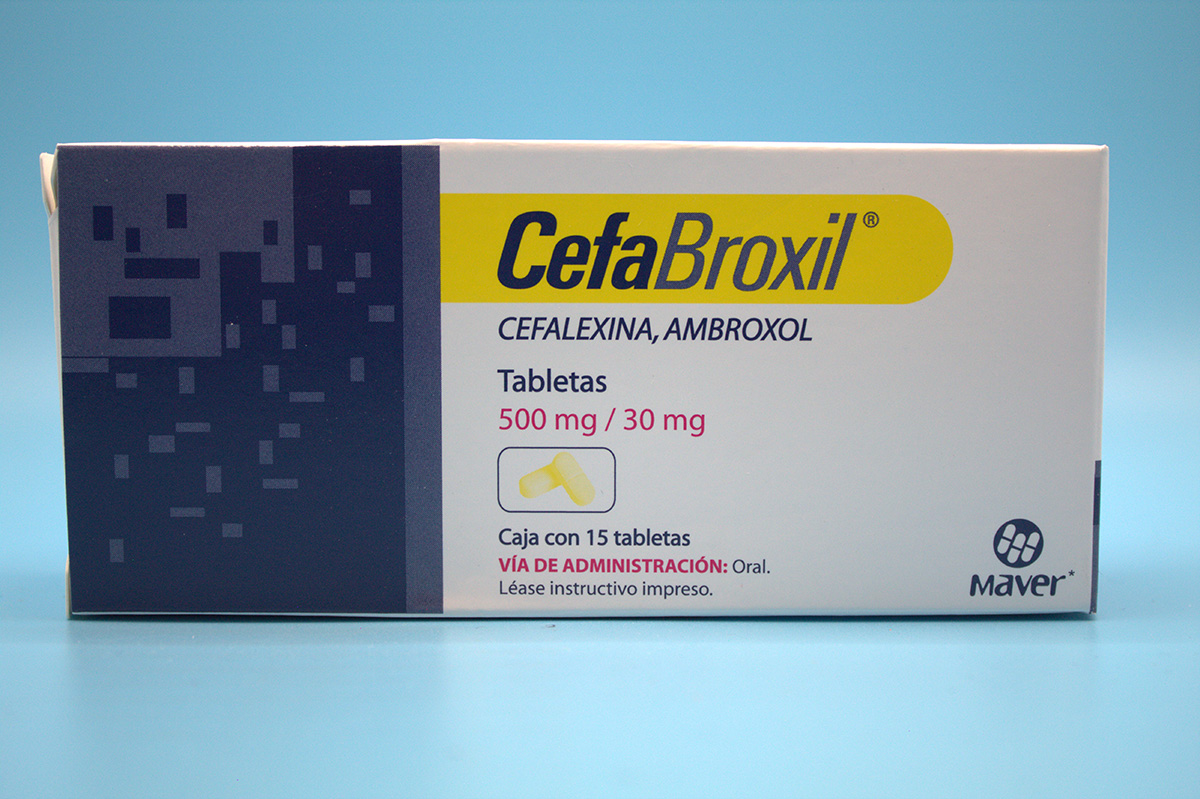 CefaBroxil®
CEFALEXINA, AMBROXOL
Tabletas
500 mg / 30 mg
Caja con 15 tabletas
VÍA DE ADMINISTRACIÓN: Oral.
Léase instructivo impreso.
Maver*